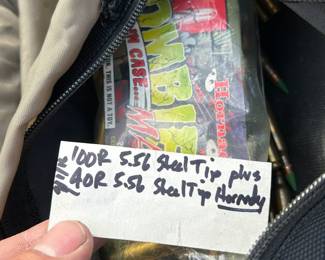 ZOMBIE
Hornady
IN CASE...
THIS IS NOT A TOY
MAX
100R 5.56 Steel Tip plus
40R 5.56 Steel Tip Hornady